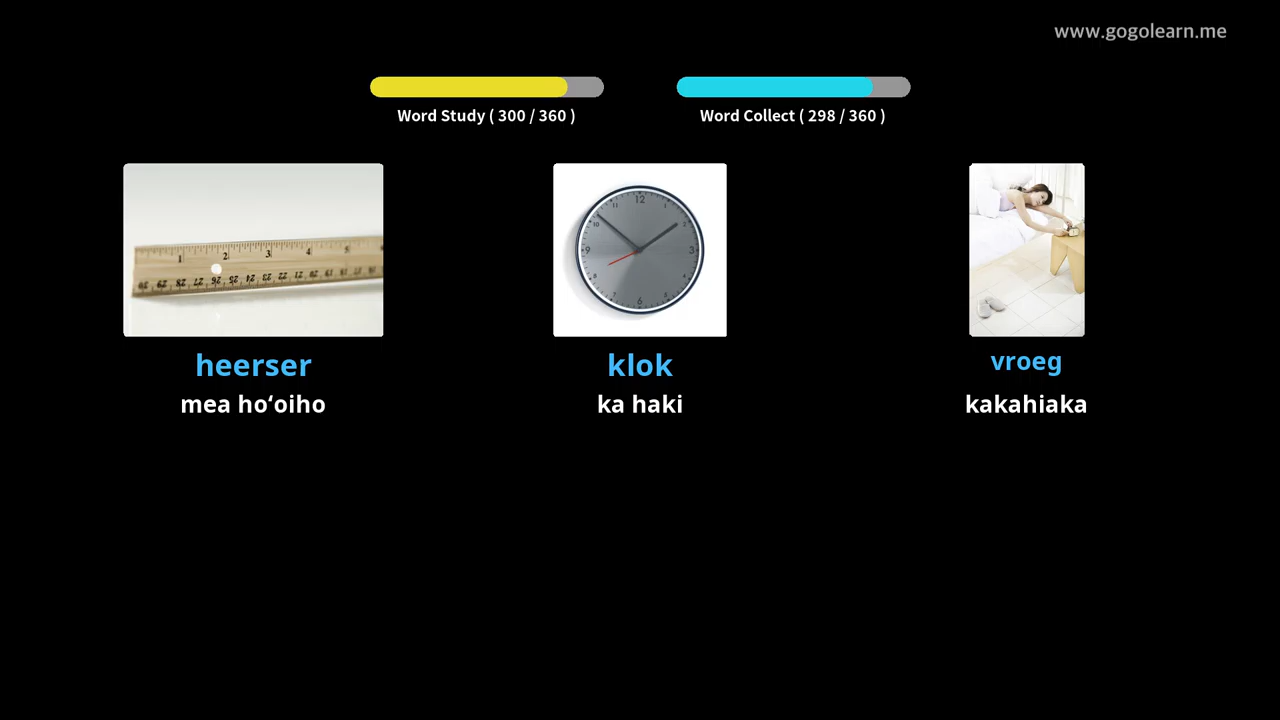 www.gogolearn.me
Word Study ( 300 / 360 )
Word Collect ( 298 / 360 )
heerser
klok
vroeg
mea hoʻoiho
ka haki
kakahiaka